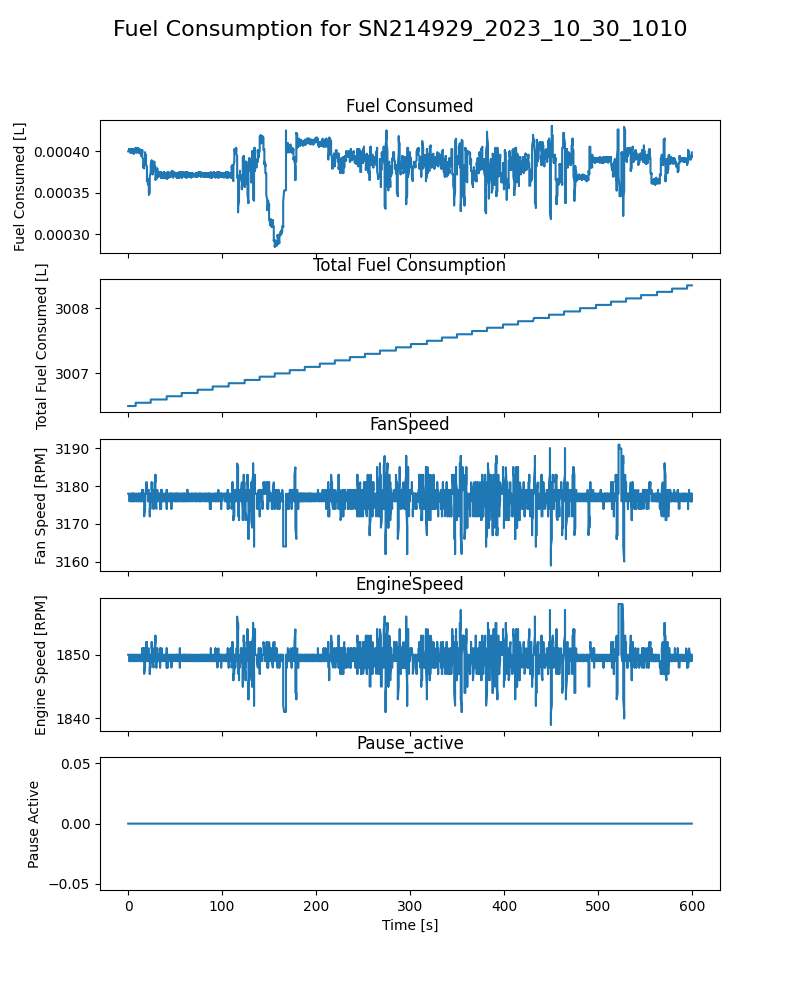 Fuel Consumption for SN214929_2023_10_30_1010
Fuel Consumed
Fuel Consumed [L]
0.00040
0.00035
0.00030
Total Fuel Consumption
Total Fuel Consumed [L]
3008
3007
FanSpeed
Fan Speed [RPM]
3190
3180
3170
3160
EngineSpeed
Engine Speed [RPM]
1850
1840
Pause_active
Pause Active
0.05
0.00
−0.05
0 100 200 300 400 500 600
Time [s]